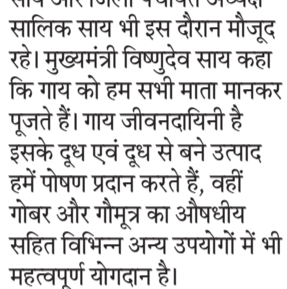 सालिक साय भी इस दौरान मौजूद
रहे। मुख्यमंत्री विष्णुदेव साय कहा
कि गाय को हम सभी माता मानकर
पूजते हैं। गाय जीवनदायिनी है
इसके दूध एवं दूध से बने उत्पाद
हमें पोषण प्रदान करते हैं, वहीं
गोबर और गौमूत्र का औषधीय
सहित विभिन्न अन्य उपयोगों में भी
महत्वपूर्ण योगदान है।